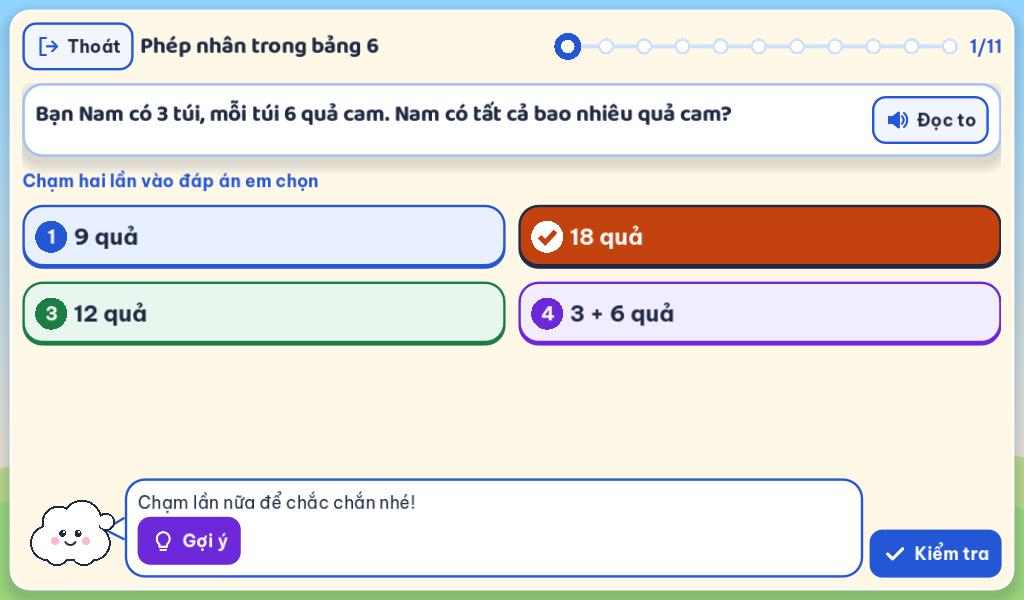 Thoát
Phép nhân trong bảng 6
1/11
Bạn Nam có 3 túi, mỗi túi 6 quả cam. Nam có tất cả bao nhiêu quả cam?
Đọc to
Chạm hai lần vào đáp án em chọn
1 9 quả
18 quả
3 12 quả
4 3 + 6 quả
Chạm lần nữa để chắc chắn nhé!
Gợi ý
Kiểm tra